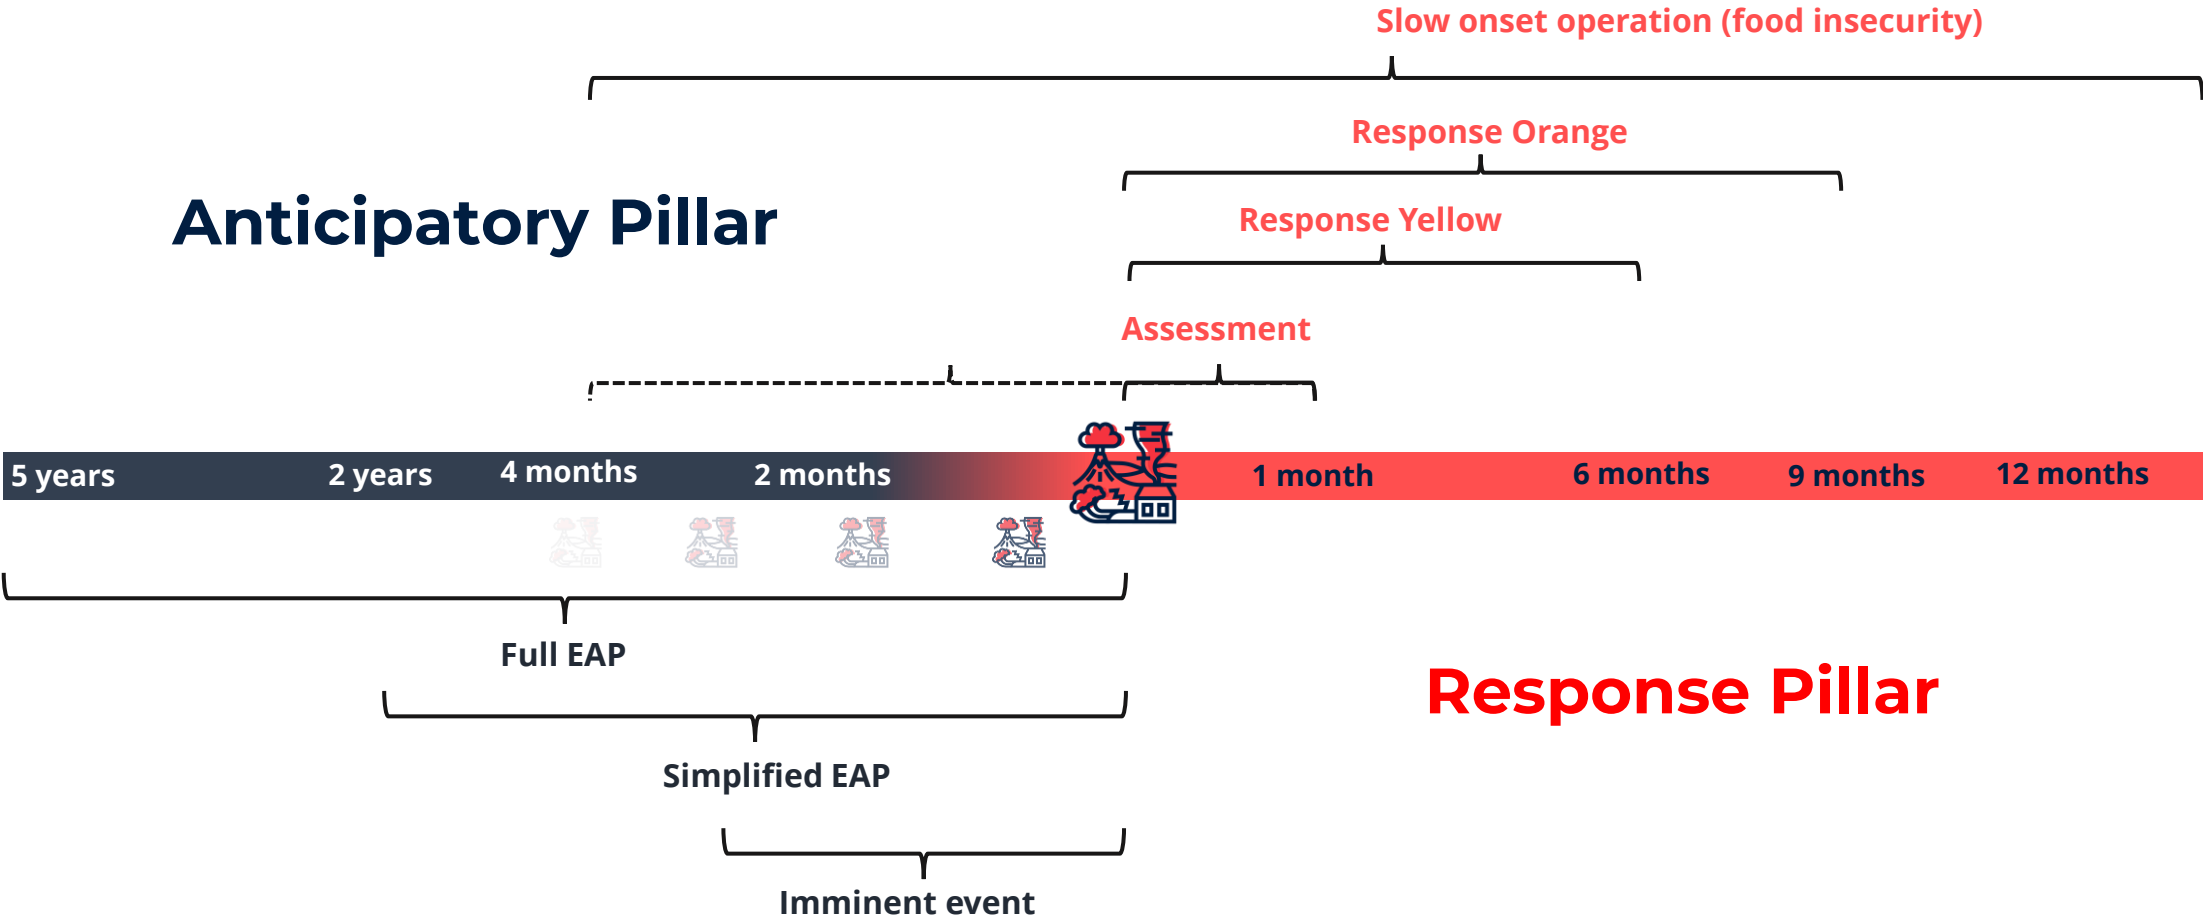 Slow onset operation (food insecurity)
Response Orange
Anticipatory Pillar
Response Yellow
Assessment
5 years
2 years
4 months
2 months
1 month
6 months
9 months
12 months
Full EAP
Response Pillar
Simplified EAP
Imminent event